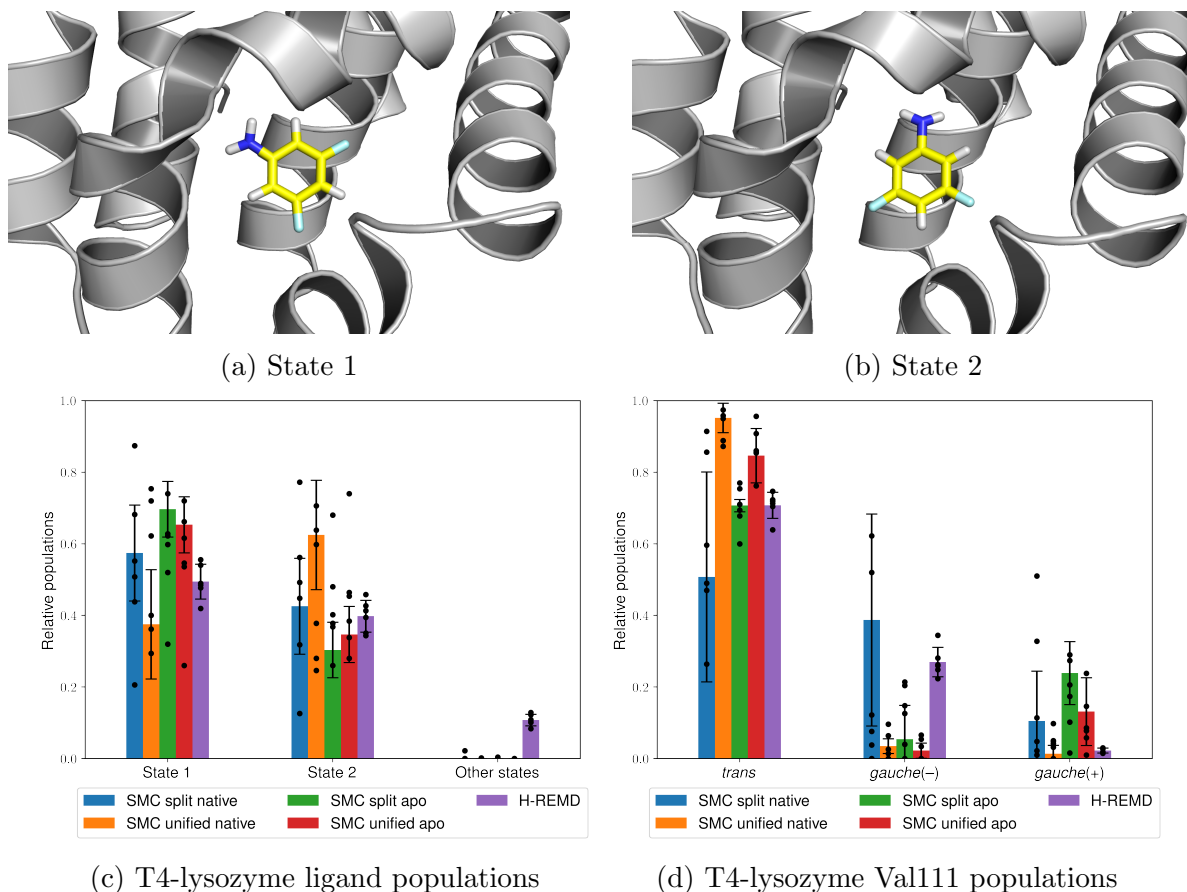 (a) State 1
(b) State 2
1.0
0.8
0.6
0.4
0.2
0.0
Relative populations
State 1
State 2
Other states
SMC split native
SMC unified native
SMC split apo
SMC unified apo
H-REMD
(c) T4-lysozyme ligand populations
1.0
0.8
0.6
0.4
0.2
0.0
Relative populations
trans
gauche(−)
gauche(+)
SMC split native
SMC unified native
SMC split apo
SMC unified apo
H-REMD
(d) T4-lysozyme Val111 populations